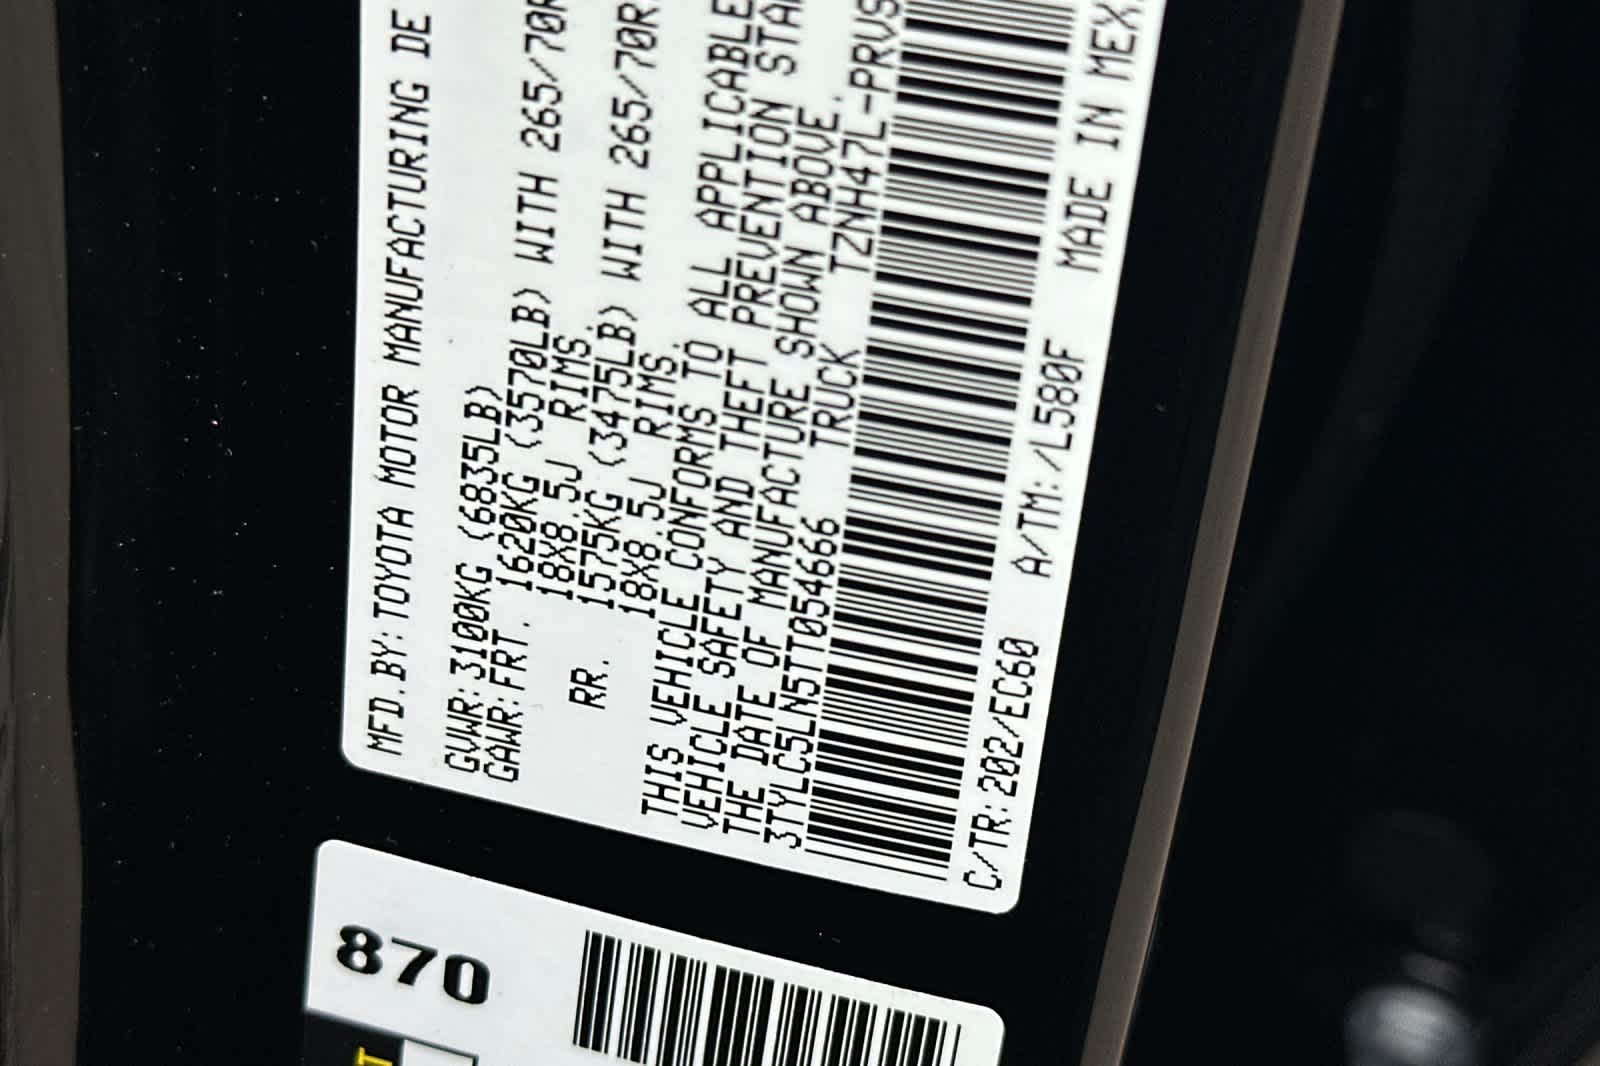 MFD.BY:TOYOTA MOTOR MANUFACTURING DE
GVWR:3100KG (6835LB)
GAWR:FRT. 1620KG (3570LB) WITH 265/70R
18X8.5J RIMS.
RR. 1575KG (3475LB) WITH 265/70R
18X8.5J RIMS.
THIS VEHICLE CONFORMS TO ALL APPLICABLE
VEHICLE SAFETY AND THEFT PREVENTION STA
THE DATE OF MANUFACTURE SHOWN ABOVE.
3TYLC5LN5TT054666 TRUCK TZNH47L-PRVS
C/TR:202/EC60 A/TM:/L580F MADE IN MEX
870